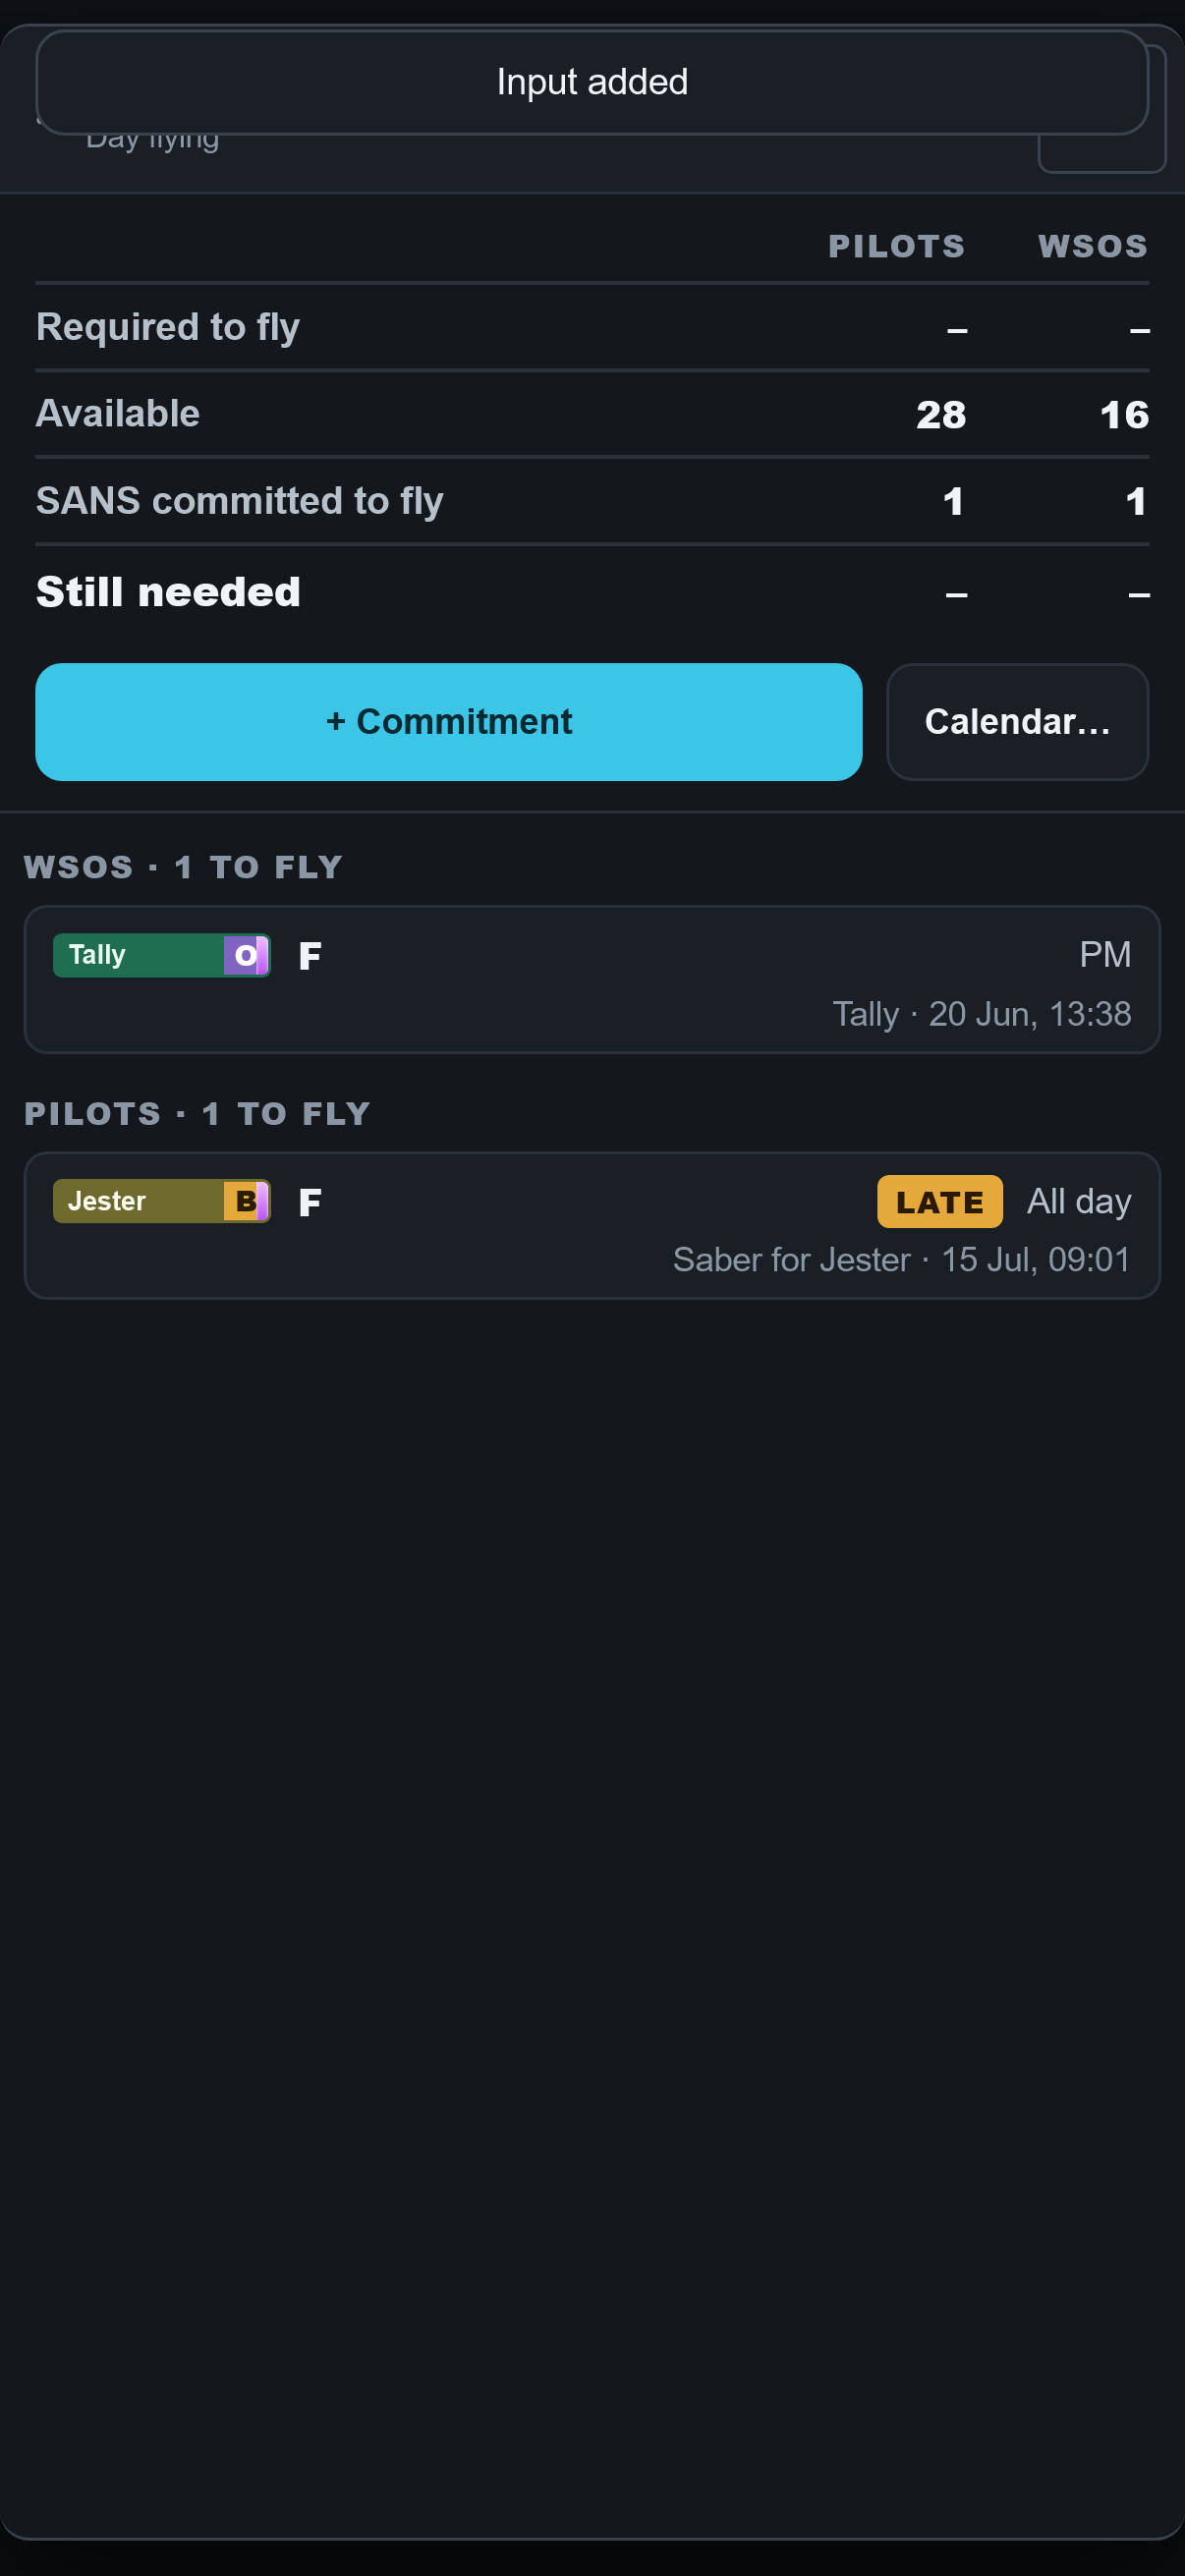 Input added
Day flying
PILOTS WSOS
Required to fly – –
Available 28 16
SANS committed to fly 1 1
Still needed – –
+ Commitment Calendar…
WSOS · 1 TO FLY
Tally O F PM
Tally · 20 Jun, 13:38
PILOTS · 1 TO FLY
Jester B F LATE All day
Saber for Jester · 15 Jul, 09:01